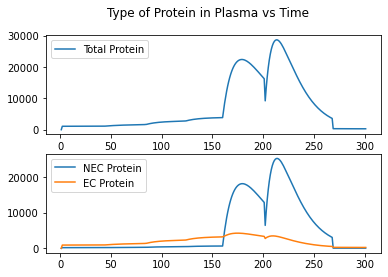 Type of Protein in Plasma vs Time
30000
20000
10000
0
Total Protein
0 50 100 150 200 250 300
20000
10000
0
NEC Protein
EC Protein
0 50 100 150 200 250 300